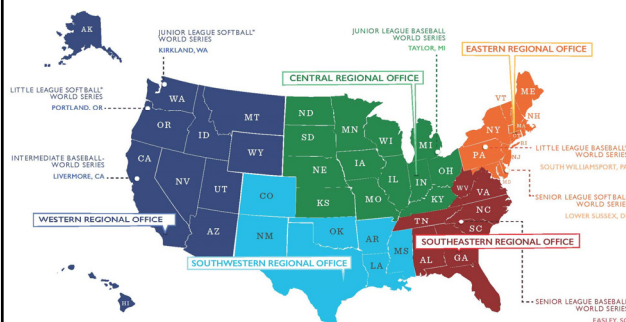 AK
JUNIOR LEAGUE SOFTBALL®
WORLD SERIES
KIRKLAND, WA
JUNIOR LEAGUE BASEBALL
WORLD SERIES
TAYLOR, MI
EASTERN REGIONAL OFFICE
CENTRAL REGIONAL OFFICE
LITTLE LEAGUE SOFTBALL®
WORLD SERIES
PORTLAND, OR
WA
OR
ID
MT
WY
ND
SD
NE
KS
MN
IA
MO
WI
IL
MI
IN
OH
KY
VT
ME
NH
NY
PA
NJ
RI
LITTLE LEAGUE BASEBALL
WORLD SERIES
SOUTH WILLIAMSPORT, PA
INTERMEDIATE BASEBALL-
WORLD SERIES
LIVERMORE, CA
CA
NV
UT
AZ
CO
NM
OK
AR
LA
MS
WV
VA
NC
TN
SC
AL
GA
SENIOR LEAGUE SOFTBALL
WORLD SERIES
LOWER SUSSEX, D
WESTERN REGIONAL OFFICE
SOUTHWESTERN REGIONAL OFFICE
SOUTHEASTERN REGIONAL OFFICE
HI
SENIOR LEAGUE BASEBALL
WORLD SERIES
EASLEY, SC